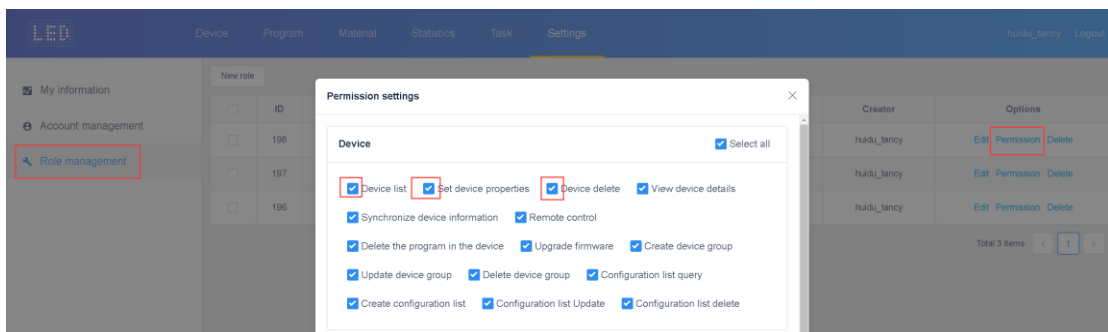 LED Device Program Material Statistics Task Settings huidu_tancy Logout
My information
Account management
Role management
New role
ID Creator Options
198 huidu_tancy Edit Permission Delete
197 huidu_tancy Edit Permission Delete
196 huidu_tancy Edit Permission Delete
Total 3 items < 1 >
Permission settings
Device Select all
Device list Set device properties Device delete View device details
Synchronize device information Remote control
Delete the program in the device Upgrade firmware Create device group
Update device group Delete device group Configuration list query
Create configuration list Configuration list Update Configuration list delete